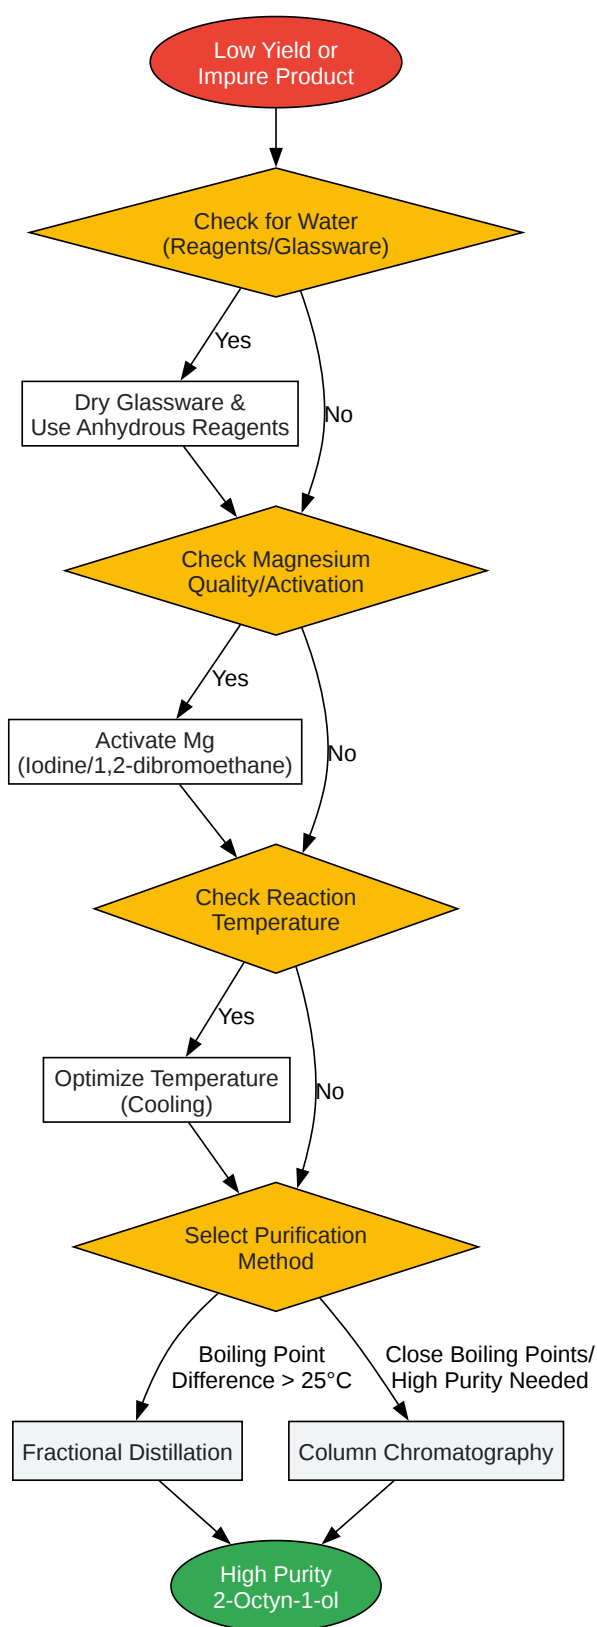 Low Yield or
Impure Product
Check for Water
(Reagents/Glassware)
Yes
Dry Glassware &
Use Anhydrous Reagents
No
Check Magnesium
Quality/Activation
Yes
Activate Mg
(Iodine/1,2-dibromoethane)
No
Check Reaction
Temperature
Yes
Optimize Temperature
(Cooling)
No
Select Purification
Method
Boiling Point
Difference > 25°C
Close Boiling Points/
High Purity Needed
Fractional Distillation
Column Chromatography
High Purity
2-Octyn-1-ol